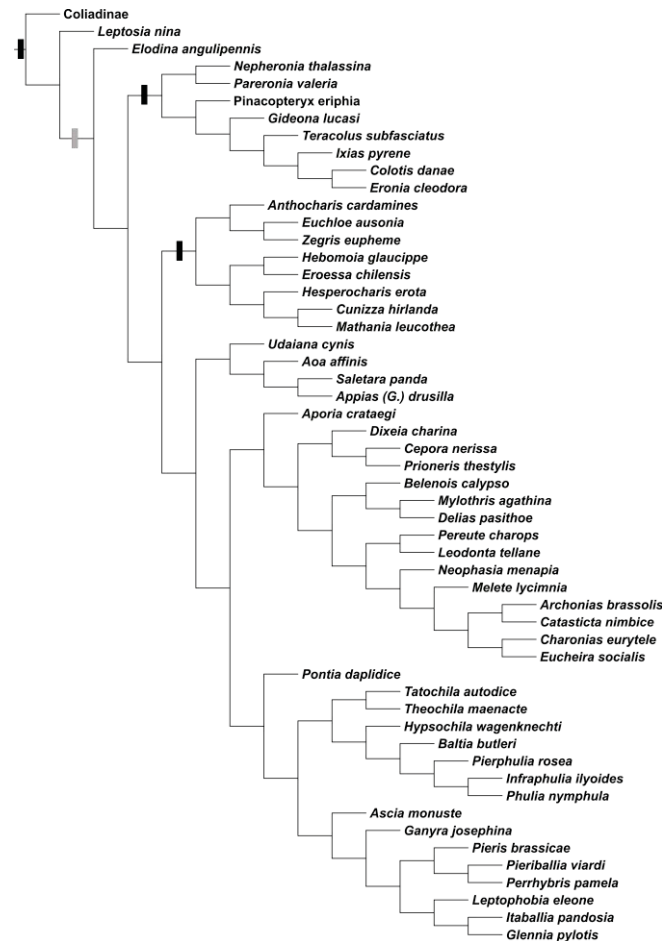 Coliadinae
Leptosia nina
Elodina angulipennis
Nepheronia thalassina
Pareronia valeria
Pinacopteryx eriphia
Gideona lucasi
Teracolus subfasciatus
Ixias pyrene
Colotis danae
Eronia cleodora
Anthocharis cardamines
Euchloe ausonia
Zegris eupheme
Hebomoia glaucippe
Eroessa chilensis
Hesperocharis erota
Cunizza hirlanda
Mathania leucothea
Udaiana cynis
Aoa affinis
Saletara panda
Appias (G.) drusilla
Aporia crataegi
Dixeia charina
Cepora nerissa
Prioneris thestylis
Belenois calypso
Mylothris agathina
Delias pasithoe
Pereute charops
Leodonta tellane
Neophasia menapia
Melete lycimnia
Archonias brassolis
Catasticta nimbice
Charonias eurytele
Eucheira socialis
Pontia daplidice
Tatochila autodice
Theochila maenacte
Hypsochila wagenknechti
Baltia butleri
Pierphulia rosea
Infraphulia ilyoides
Phulia nymphula
Ascia monuste
Ganyra josephina
Pieris brassicae
Pieriballia viardi
Perrhybris pamela
Leptophobia eleone
Itaballia pandosia
Glennia pylotis